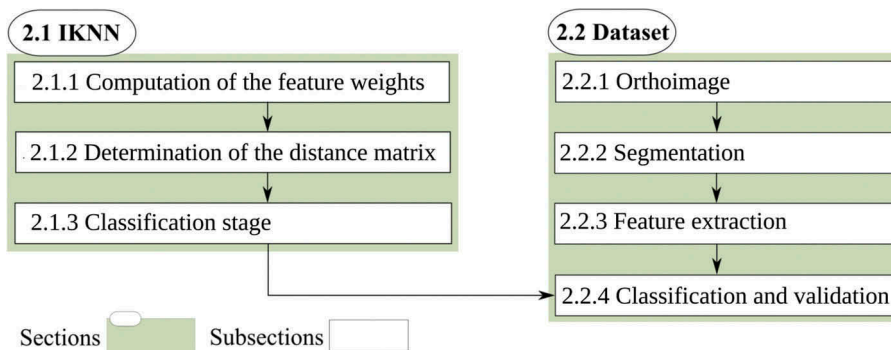 2.1 IKNN
2.1.1 Computation of the feature weights
2.1.2 Determination of the distance matrix
2.1.3 Classification stage
2.2 Dataset
2.2.1 Orthoimage
2.2.2 Segmentation
2.2.3 Feature extraction
2.2.4 Classification and validation
Sections
Subsections